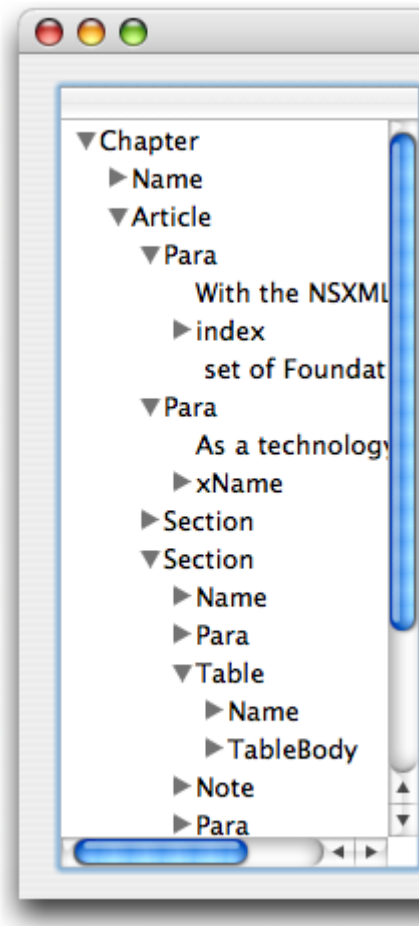 Chapter
Name
Article
Para
With the NSXML
index
set of Foundat
Para
As a technology
xName
Section
Section
Name
Para
Table
Name
TableBody
Note
Para